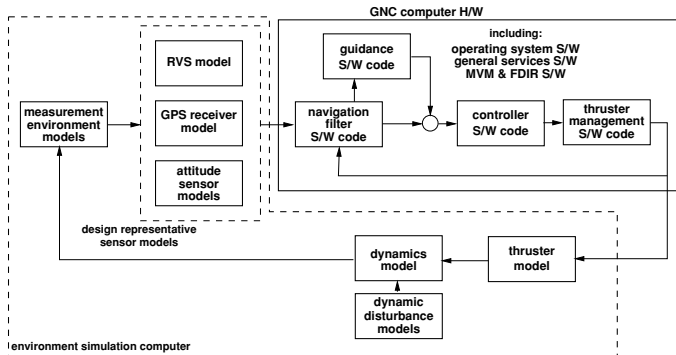 GNC computer H/W
including:
operating system S/W
general services S/W
MVM & FDIR S/W
guidance
S/W code
RVS model
GPS receiver
model
attitude
sensor
models
measurement
environment
models
navigation
filter
S/W code
controller
S/W code
thruster
management
S/W code
design representative
sensor models
dynamics
model
thruster
model
dynamic
disturbance
models
environment simulation computer